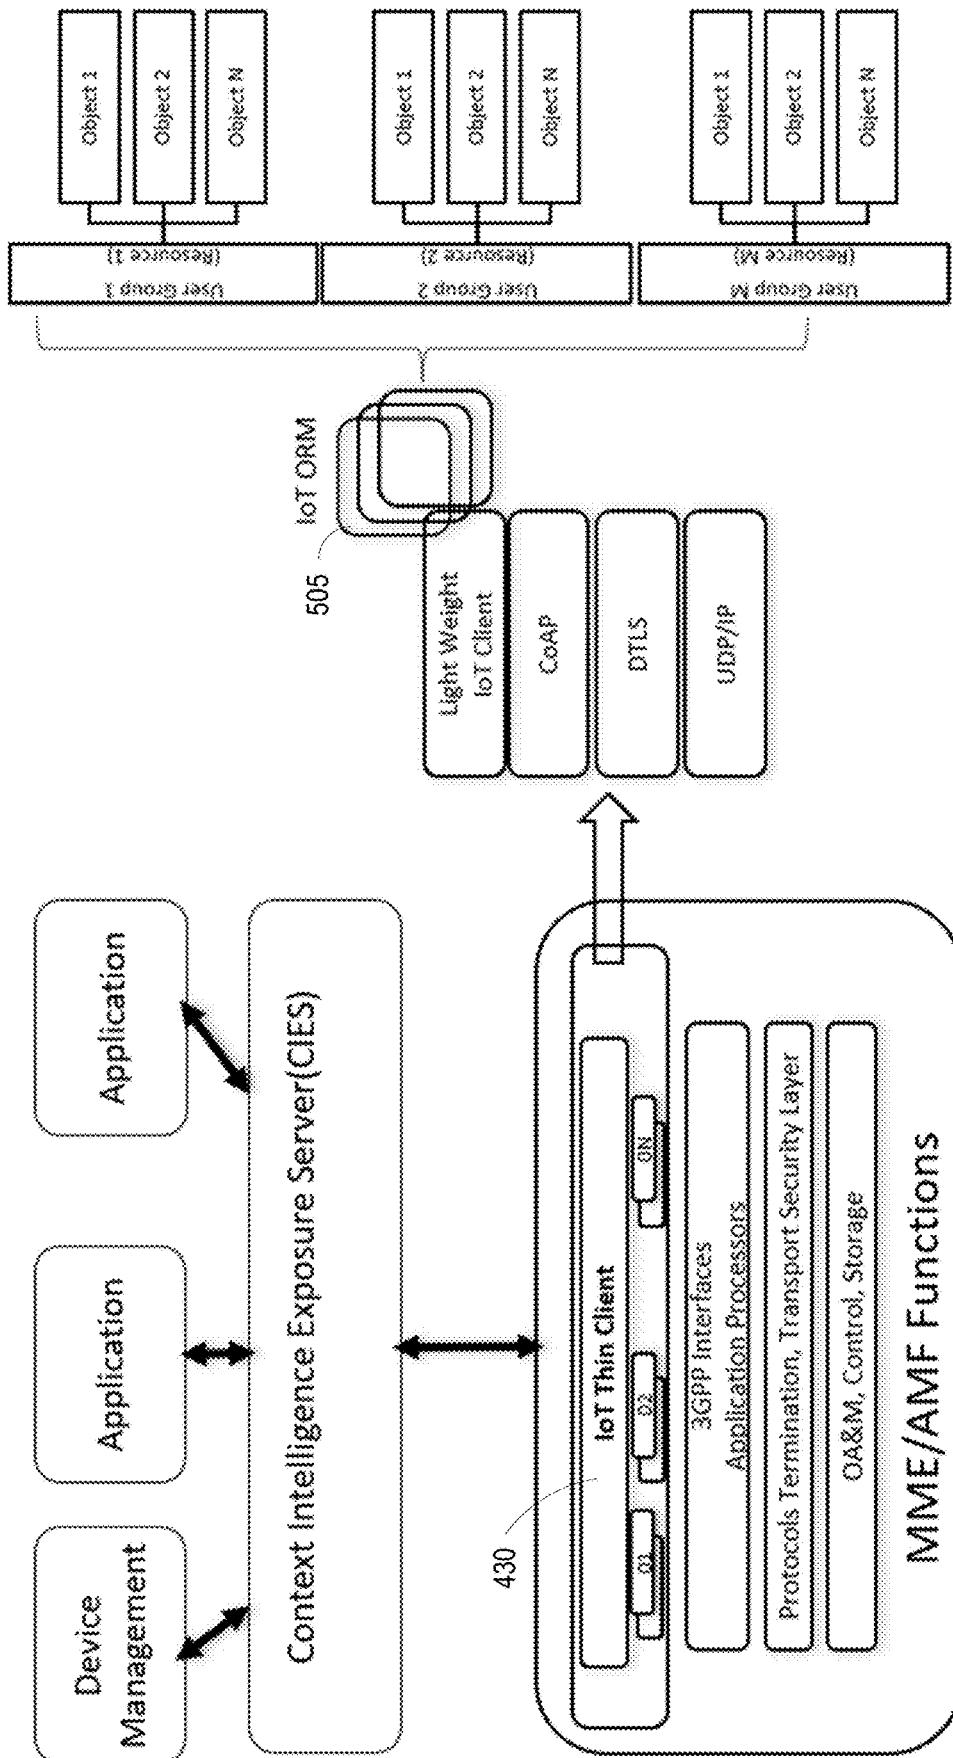 Device
Management
Application
Application
Context Intelligence Exposure Server(CIES)
430
IoT Thin Client
O1
O2
ON
3GPP Interfaces
Application Processors
Protocols Termination, Transport Security Layer
OA&M, Control, Storage
MME/AMF Functions
505
IoT ORM
Light Weight
IoT Client
CoAP
DTLS
UDP/IP
User Group 1
(Resource 1)
Object 1
Object 2
Object N
User Group 2
(Resource 2)
Object 1
Object 2
Object N
User Group M
(Resource M)
Object 1
Object 2
Object N